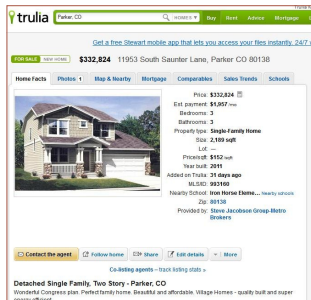 trulia Parker, CO HOMES Buy Rent Advice Mortgage
Get a free Stewart mobile app that lets you access your files instantly. 24/7
FOR SALE NEW HOME $332,824 11953 South Saunter Lane, Parker CO 80138
Home Facts Photos 1 Map & Nearby Mortgage Comparables Sales Trends Schools
Price: $332,824
Est. payment: $1,957 /mo
Bedrooms: 3
Bathrooms: 3
Property type: Single-Family Home
Size: 2,189 sqft
Lot: —
Price/sqft: $152 /sqft
Year built: 2011
Added on Trulia: 31 days ago
MLS/ID: 993160
Nearby School: Iron Horse Eleme... Nearby schools
Zip: 80138
Provided by: Steve Jacobson Group-Metro
Brokers
Contact the agent Follow home Share Edit details More
Co-listing agents – track listing stats »
Detached Single Family, Two Story - Parker, CO
Wonderful Congress plan. Perfect family home. Beautiful and affordable. Village Homes - quality built and super